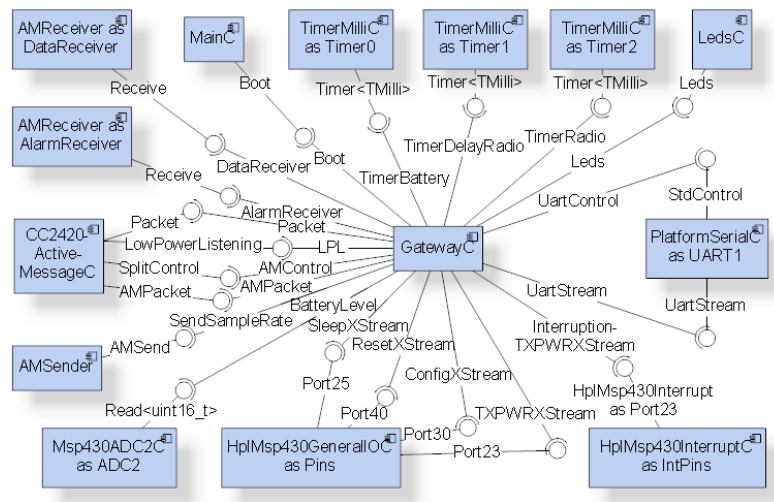 AMReceiver as
DataReceiver
MainC
TimerMilliC
as Timer0
TimerMilliC
as Timer1
TimerMilliC
as Timer2
LedsC
Receive
Boot
Timer<TMilli>
Timer<TMilli>
Timer<TMilli>
Leds
AMReceiver as
AlarmReceiver
DataReceiver
Boot
TimerBattery
TimerDelayRadio
TimerRadio
Leds
Receive
AlarmReceiver
UartControl
StdControl
CC2420-
Active-
MessageC
Packet
Packet
LowPowerListening
LPL
SplitControl
AMControl
AMPacket
AMPacket
GatewayC
PlatformSerialC
as UART1
UartStream
UartStream
SendSampleRate
BatteryLevel
SleepXStream
ResetXStream
Interruption-
TXPWRXStream
AMSender
AMSend
ConfigXStream
Port25
Port40
Port30
TXPWRXStream
Port23
HplMsp430Interrupt
as Port23
Read<uint16_t>
Msp430ADC2C
as ADC2
HplMsp430GeneralIOC
as Pins
HplMsp430InterruptC
as IntPins